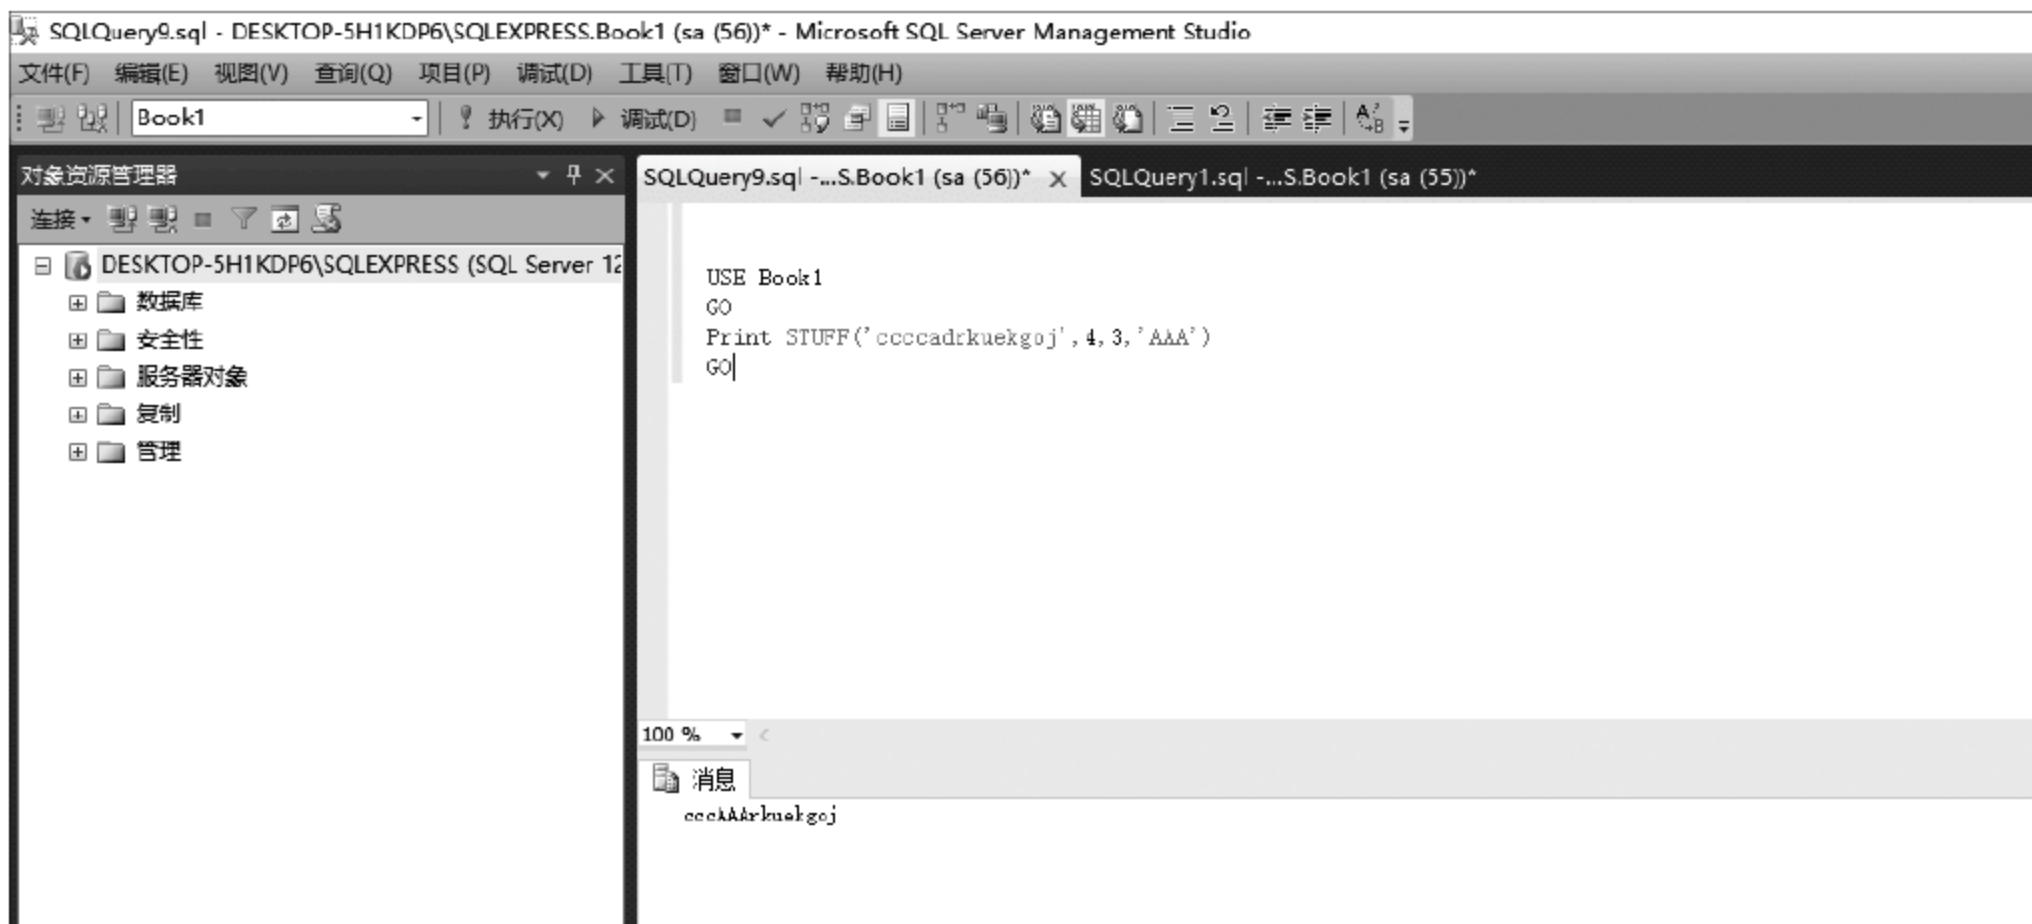 SQLQuery9.sql - DESKTOP-5H1KDP6\SQLEXPRESS.Book1 (sa (56))* - Microsoft SQL Server Management Studio
文件(F) 编辑(E) 视图(V) 查询(Q) 项目(P) 调试(D) 工具(T) 窗口(W) 帮助(H)
Book1 执行(X) 调试(D)
对象资源管理器
连接
DESKTOP-5H1KDP6\SQLEXPRESS (SQL Server 12
数据库
安全性
服务器对象
复制
管理
SQLQuery9.sql -...S.Book1 (sa (56))* SQLQuery1.sql -...S.Book1 (sa (55))*
USE Book1
GO
Print STUFF('ccccadrkuekgoj',4,3,'AAA')
GO
100 %
消息
cccAAArkuekgoj